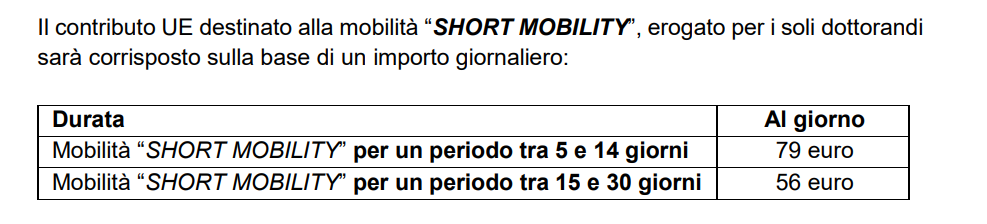 Il contributo UE destinato alla mobilità “SHORT MOBILITY”, erogato per i soli dottorandi
sarà corrisposto sulla base di un importo giornaliero:
Durata Al giorno
Mobilità “SHORT MOBILITY” per un periodo tra 5 e 14 giorni 79 euro
Mobilità “SHORT MOBILITY” per un periodo tra 15 e 30 giorni 56 euro